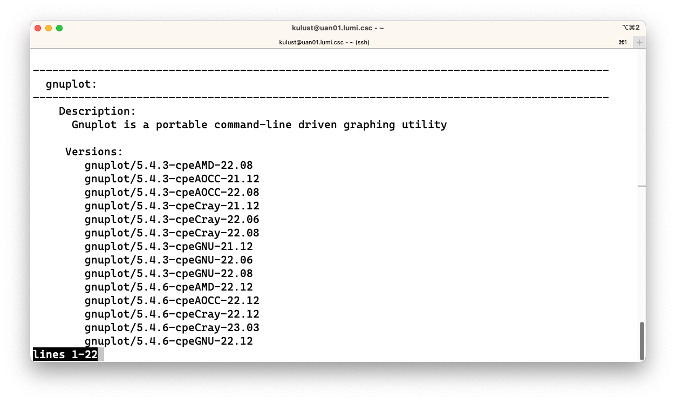 kulust@uan01.lumi.csc - ~
⌥⌘2
kulust@uan01.lumi.csc - ~ (ssh)
⌘1
+
----------------------------------------------------------------------------------------
gnuplot:
----------------------------------------------------------------------------------------
Description:
Gnuplot is a portable command-line driven graphing utility
Versions:
gnuplot/5.4.3-cpeAMD-22.08
gnuplot/5.4.3-cpeAOCC-21.12
gnuplot/5.4.3-cpeAOCC-22.08
gnuplot/5.4.3-cpeCray-21.12
gnuplot/5.4.3-cpeCray-22.06
gnuplot/5.4.3-cpeCray-22.08
gnuplot/5.4.3-cpeGNU-21.12
gnuplot/5.4.3-cpeGNU-22.06
gnuplot/5.4.3-cpeGNU-22.08
gnuplot/5.4.6-cpeAMD-22.12
gnuplot/5.4.6-cpeAOCC-22.12
gnuplot/5.4.6-cpeCray-22.12
gnuplot/5.4.6-cpeCray-23.03
gnuplot/5.4.6-cpeGNU-22.12
lines 1-22